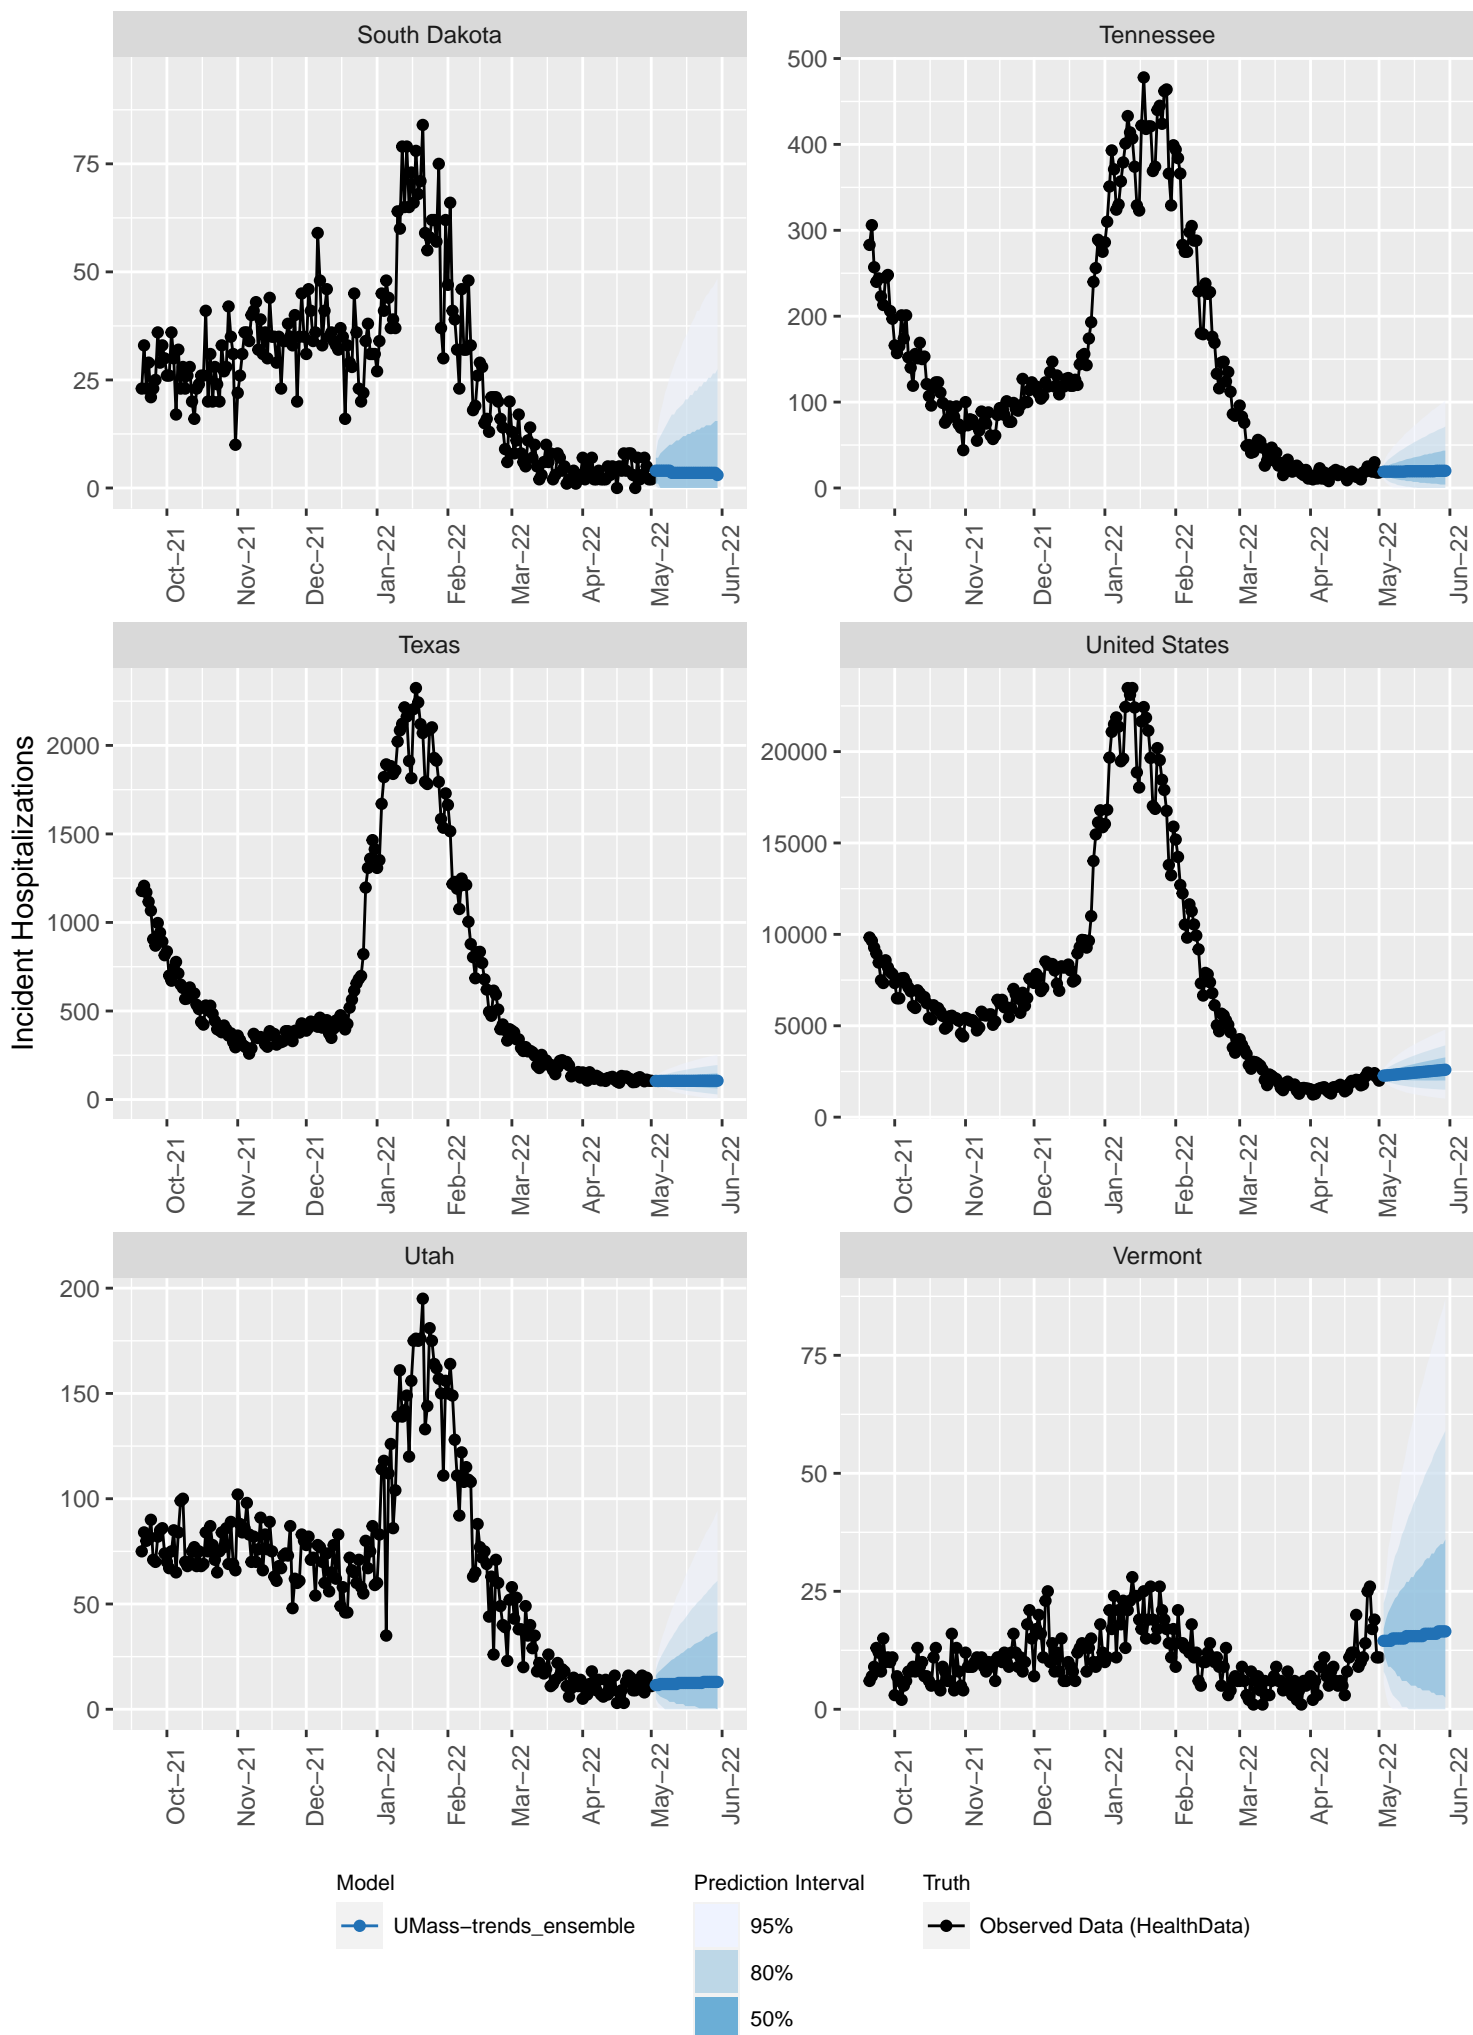 South Dakota
Tennessee
75
50
25
0
500
400
300
200
100
0
Oct−21
Nov−21
Dec−21
Jan−22
Feb−22
Mar−22
Apr−22
May−22
Jun−22
Oct−21
Nov−21
Dec−21
Jan−22
Feb−22
Mar−22
Apr−22
May−22
Jun−22
Incident Hospitalizations
Texas
United States
2000
1500
1000
500
0
20000
15000
10000
5000
0
Oct−21
Nov−21
Dec−21
Jan−22
Feb−22
Mar−22
Apr−22
May−22
Jun−22
Oct−21
Nov−21
Dec−21
Jan−22
Feb−22
Mar−22
Apr−22
May−22
Jun−22
Utah
Vermont
200
150
100
50
0
75
50
25
0
Oct−21
Nov−21
Dec−21
Jan−22
Feb−22
Mar−22
Apr−22
May−22
Jun−22
Oct−21
Nov−21
Dec−21
Jan−22
Feb−22
Mar−22
Apr−22
May−22
Jun−22
Model
UMass−trends_ensemble
Prediction Interval
95%
80%
50%
Truth
Observed Data (HealthData)